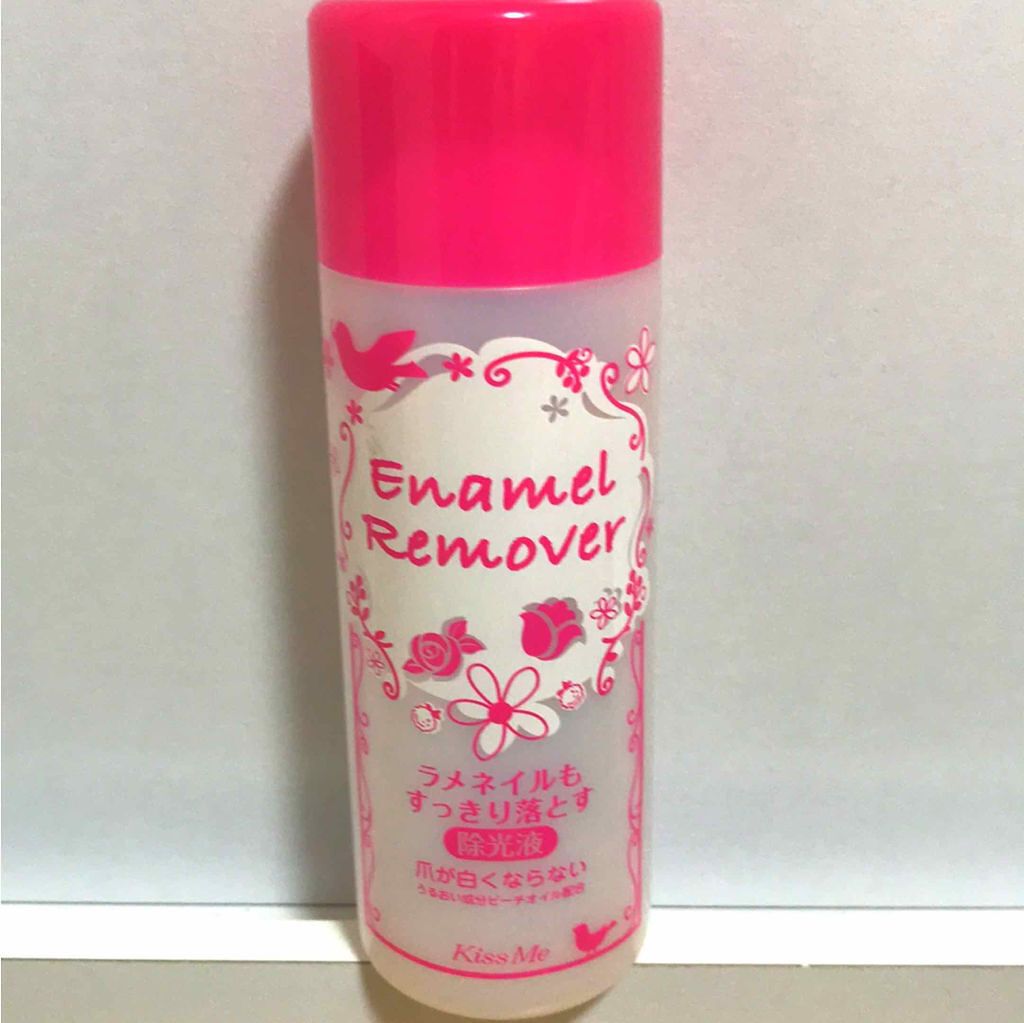 Enamel
Remover
ラメネイルも
すっきり落とす
除光液
爪が白くならない
うるおい成分ピーチオイル配合
Kiss Me